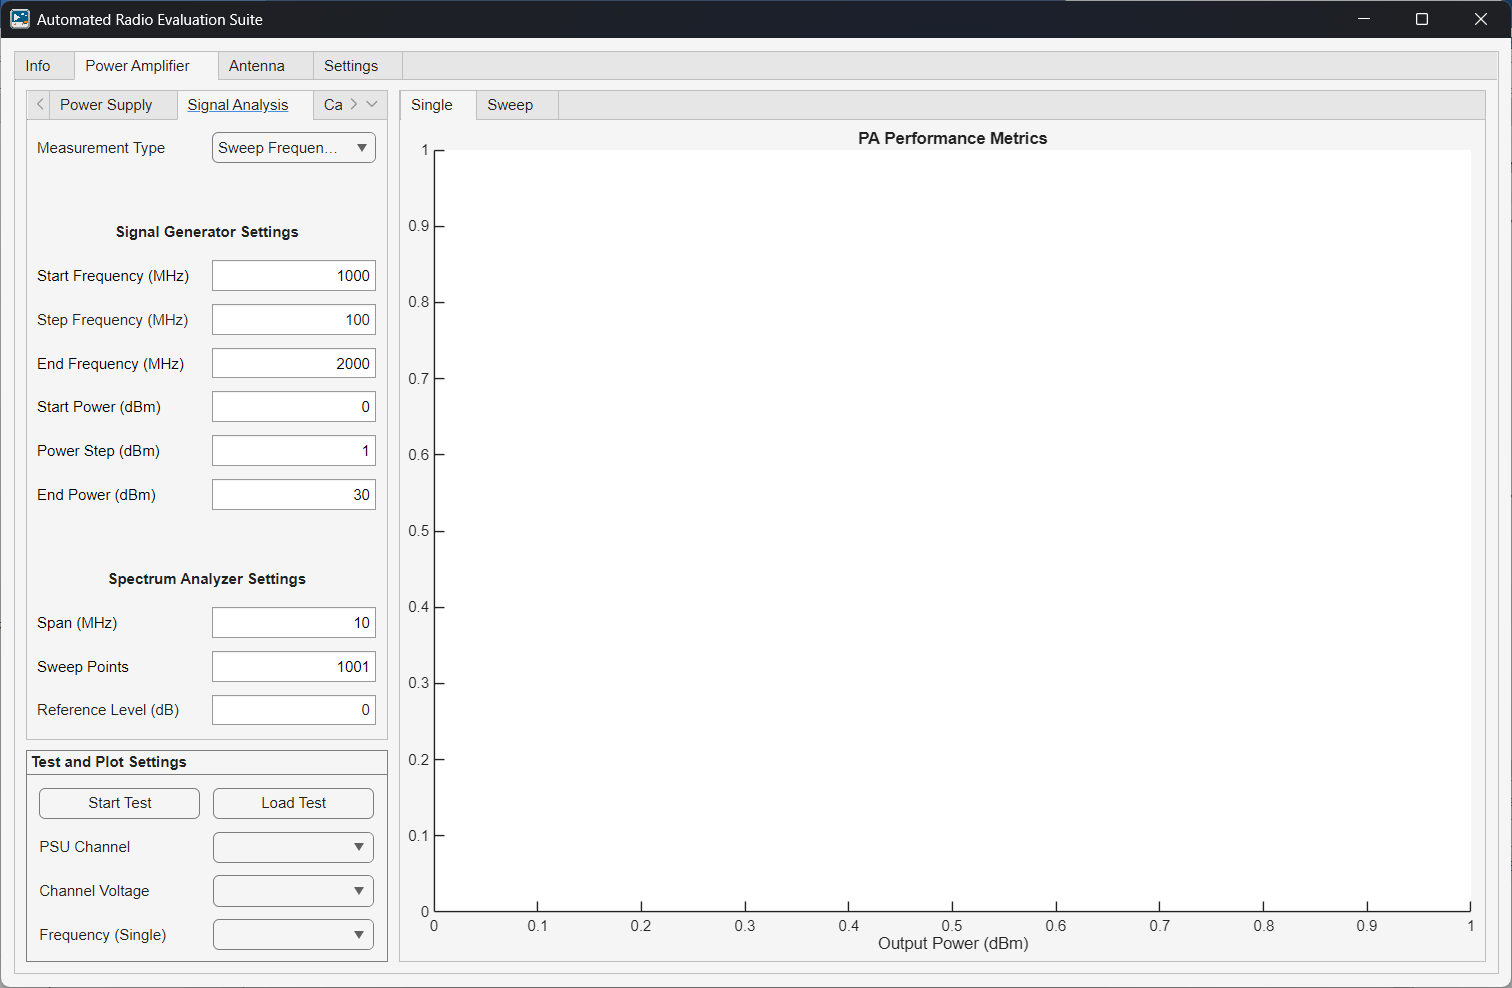 Automated Radio Evaluation Suite
Info Power Amplifier Antenna Settings
Power Supply Signal Analysis Ca
Measurement Type Sweep Frequen...
Signal Generator Settings
Start Frequency (MHz) 1000
Step Frequency (MHz) 100
End Frequency (MHz) 2000
Start Power (dBm) 0
Power Step (dBm) 1
End Power (dBm) 30
Spectrum Analyzer Settings
Span (MHz) 10
Sweep Points 1001
Reference Level (dB) 0
Test and Plot Settings
Start Test Load Test
PSU Channel
Channel Voltage
Frequency (Single)
Single Sweep
PA Performance Metrics
1
0.9
0.8
0.7
0.6
0.5
0.4
0.3
0.2
0.1
0
0 0.1 0.2 0.3 0.4 0.5 0.6 0.7 0.8 0.9 1
Output Power (dBm)